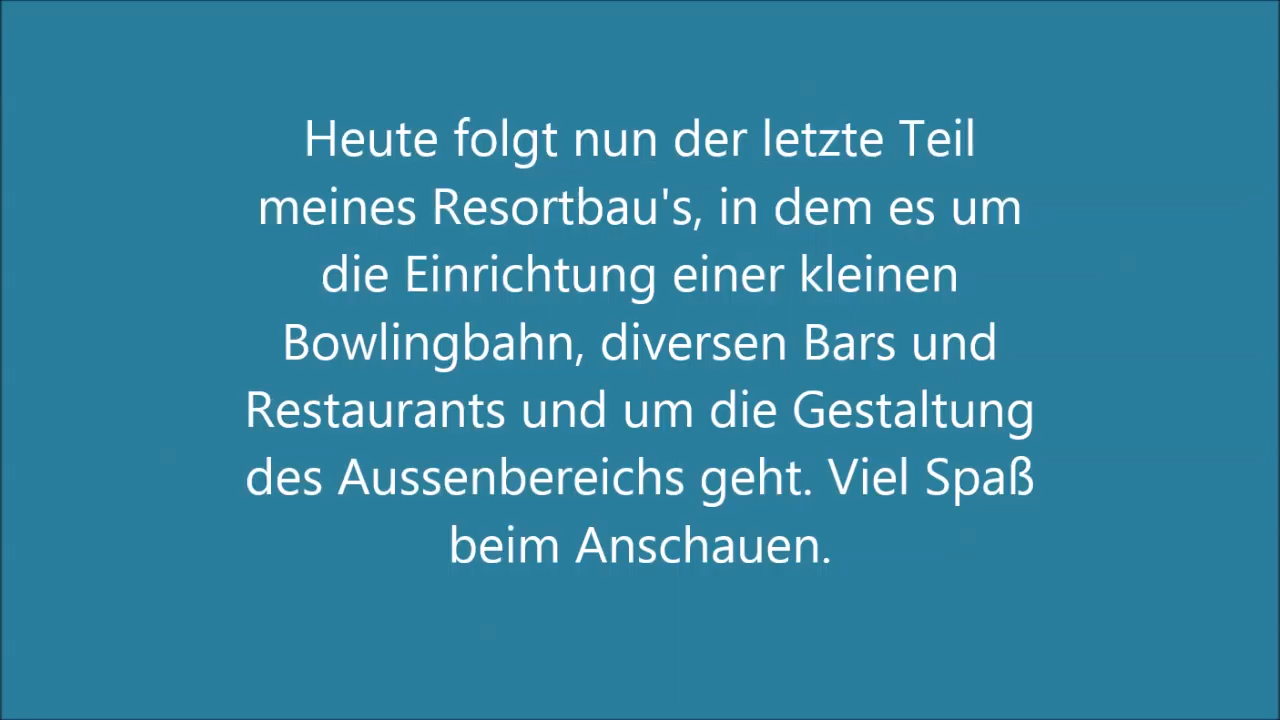 Heute folgt nun der letzte Teil
meines Resortbau's, in dem es um
die Einrichtung einer kleinen
Bowlingbahn, diversen Bars und
Restaurants und um die Gestaltung
des Aussenbereichs geht. Viel Spaß
beim Anschauen.